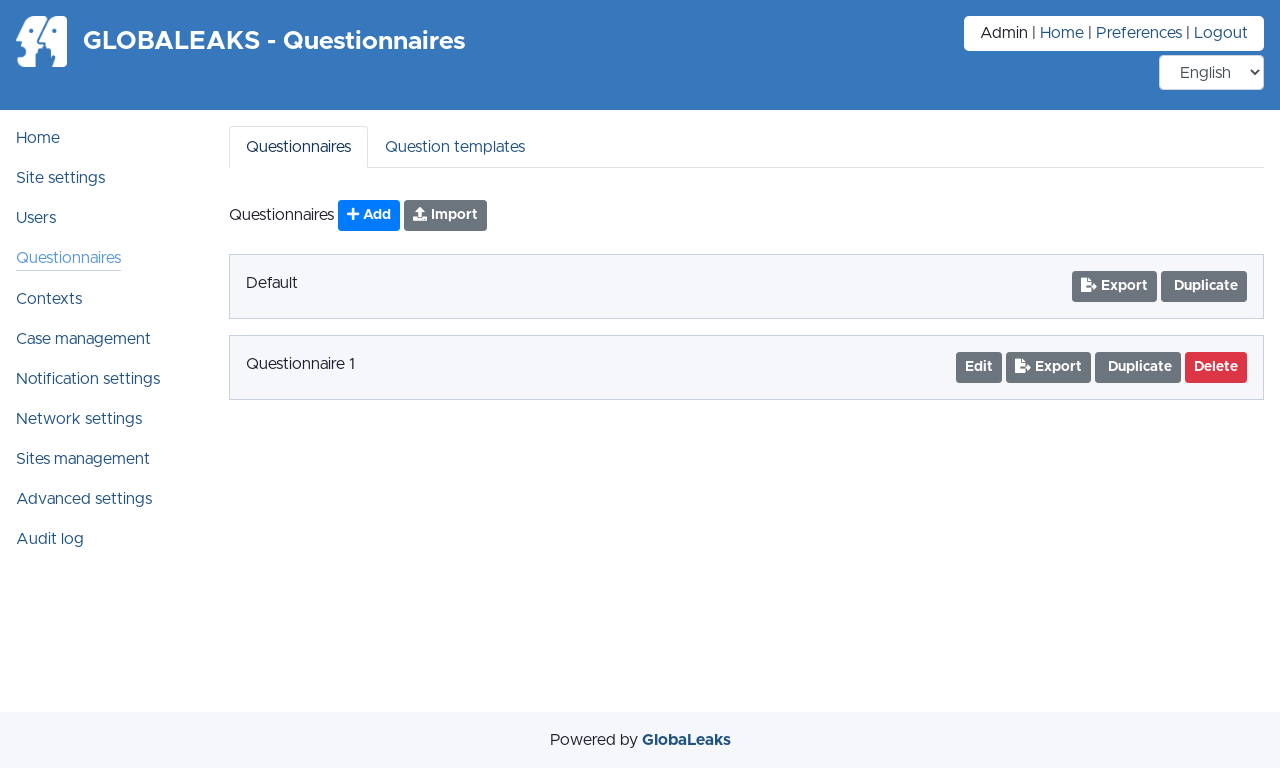 GLOBALEAKS - Questionnaires
Admin | Home | Preferences | Logout
English
Home
Site settings
Users
Questionnaires
Contexts
Case management
Notification settings
Network settings
Sites management
Advanced settings
Audit log
Questionnaires Question templates
Questionnaires Add Import
Default Export Duplicate
Questionnaire 1 Edit Export Duplicate Delete
Powered by GlobaLeaks